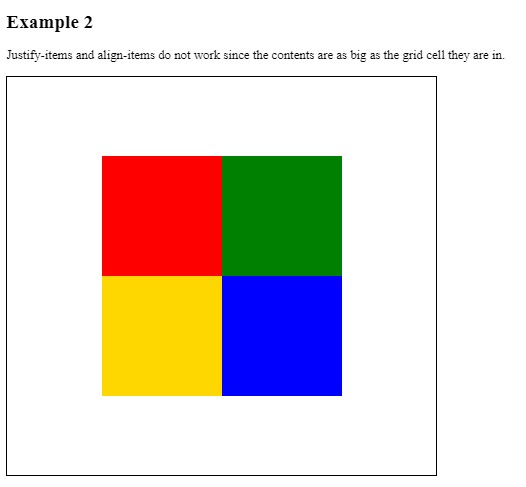 Example 2
Justify-items and align-items do not work since the contents are as big as the grid cell they are in.